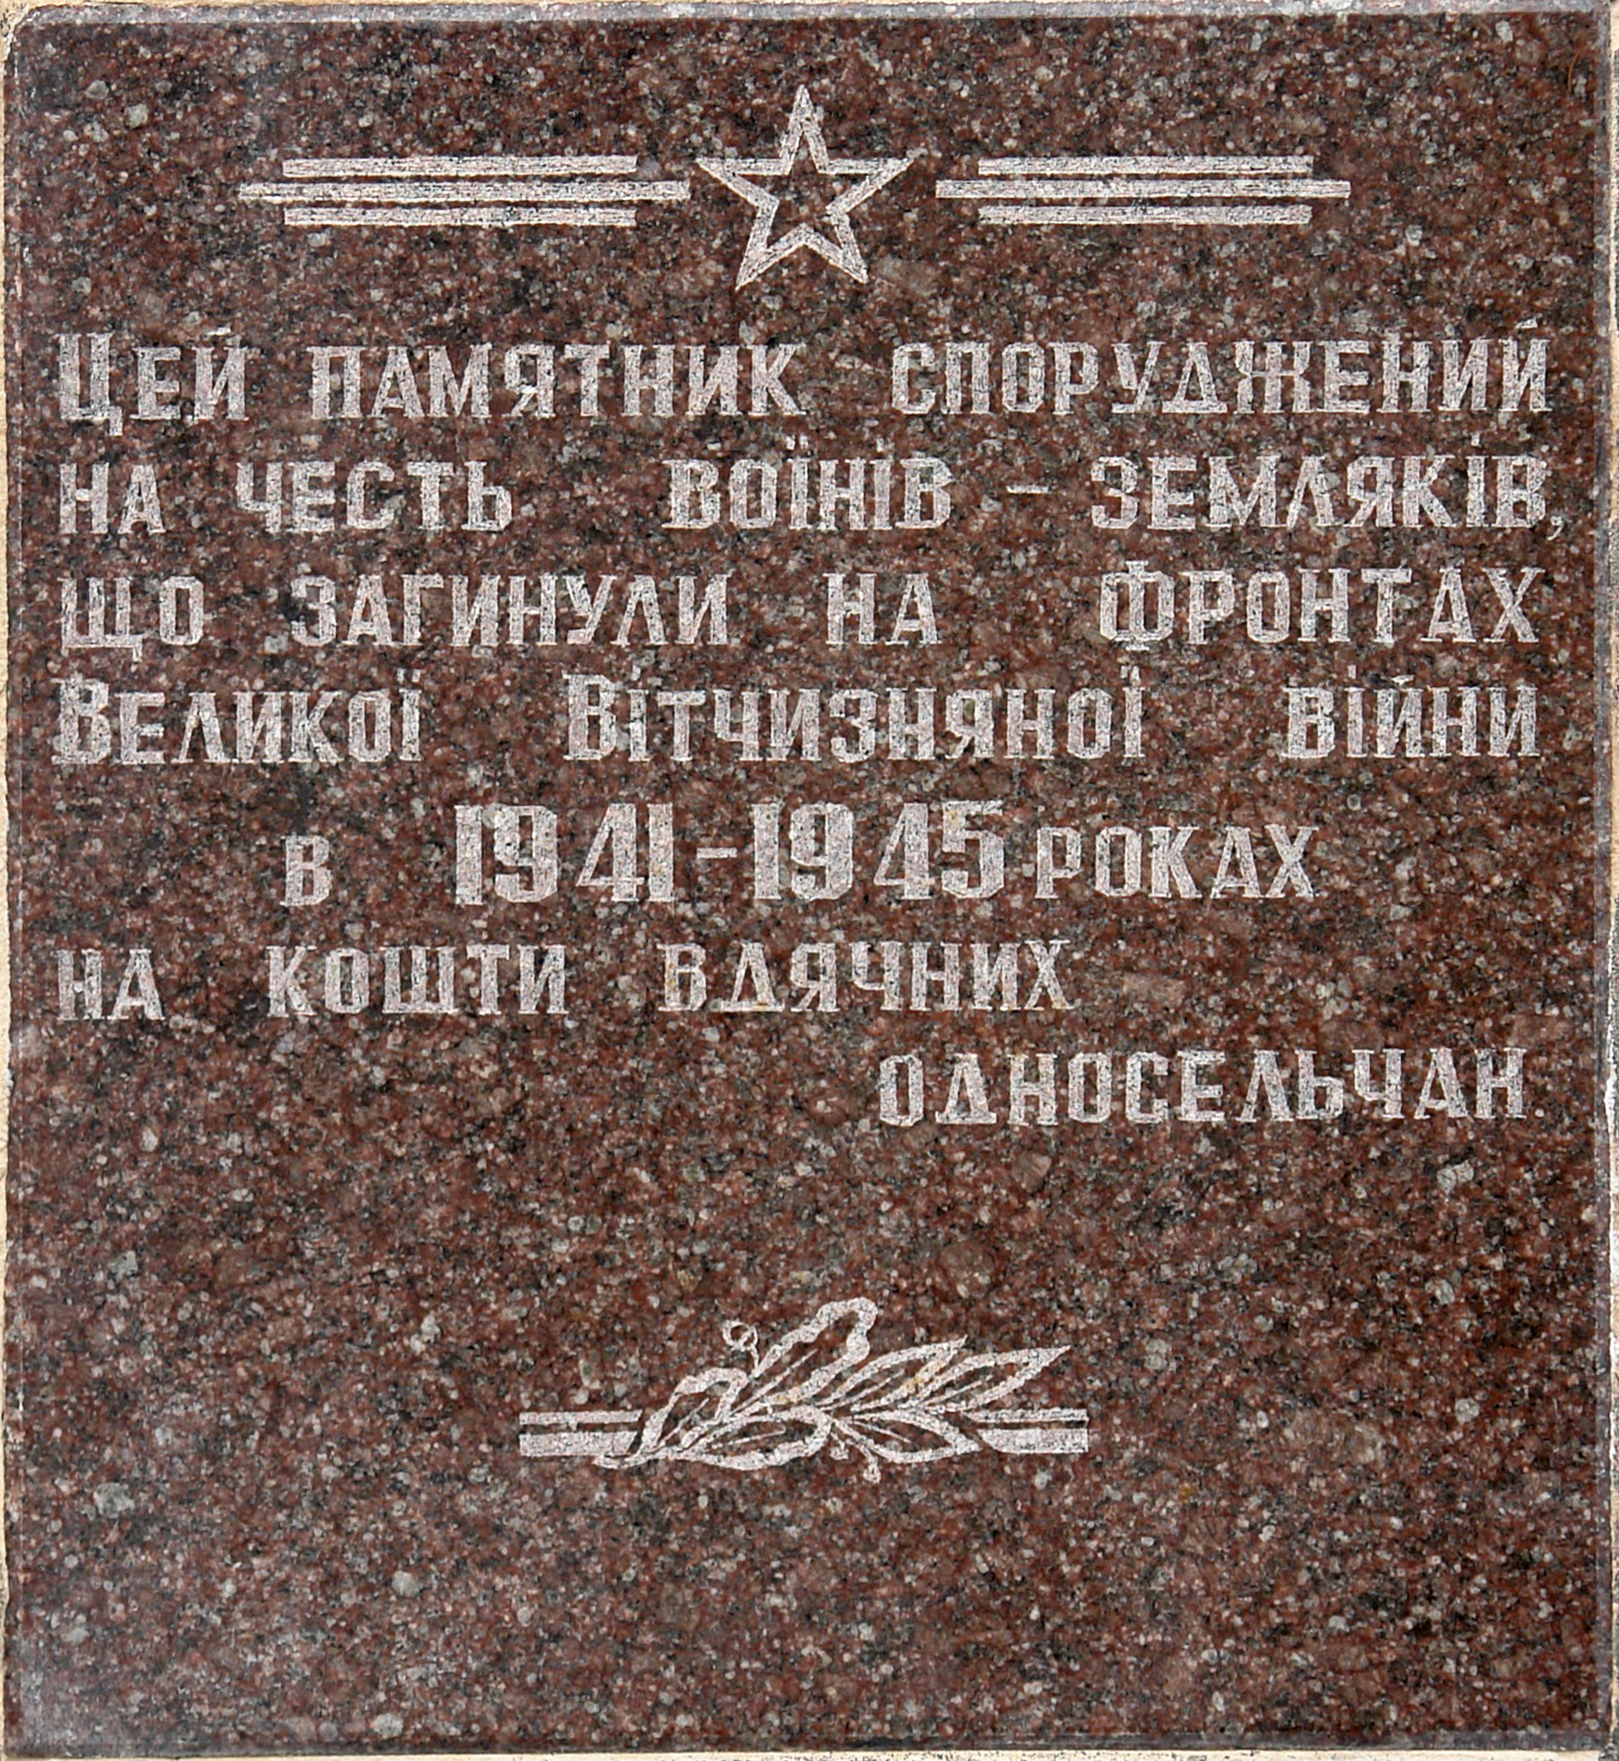 Цей памятник споруджений
на честь воїнів - земляків,
що загинули на фронтах
Великої Вітчизняної війни
в 1941-1945 роках
на кошти вдячних
односельчан.